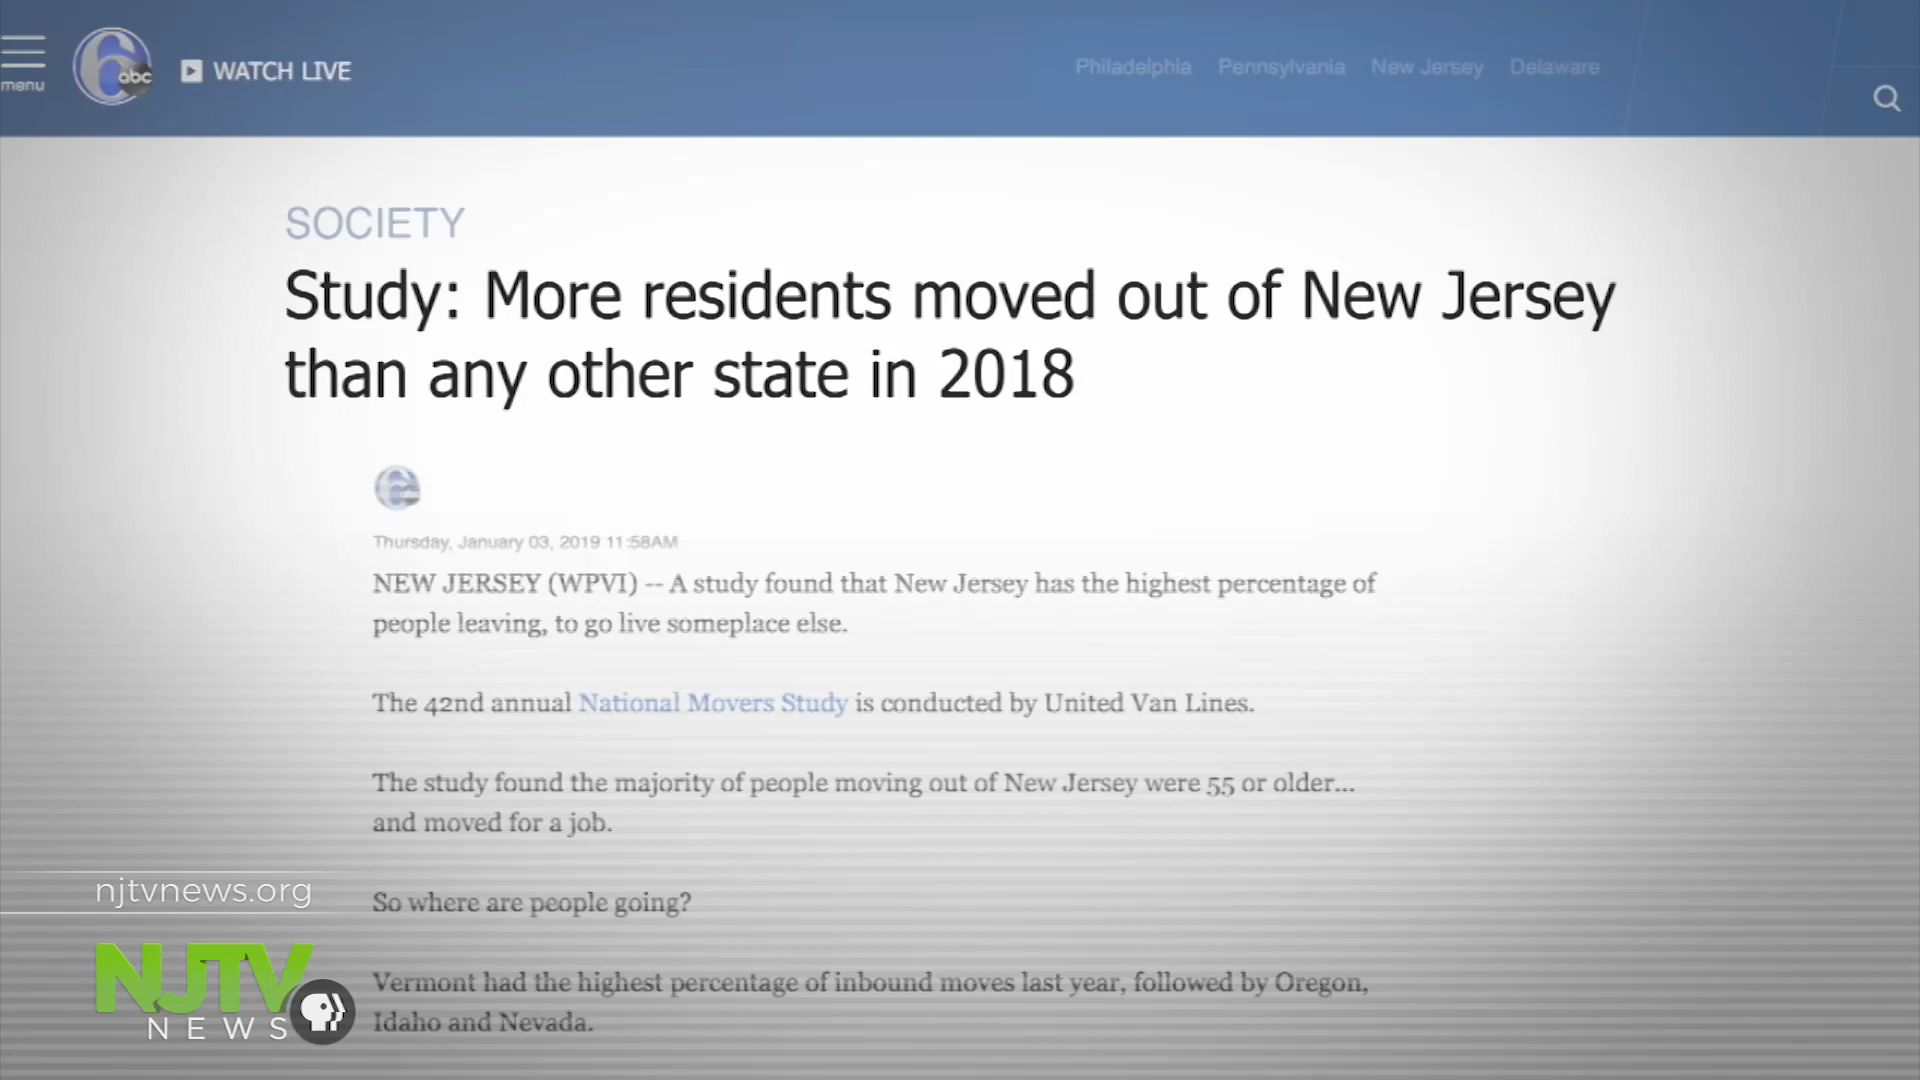 menu
6abc
WATCH LIVE
Philadelphia Pennsylvania New Jersey Delaware
SOCIETY
Study: More residents moved out of New Jersey
than any other state in 2018
Thursday, January 03, 2019 11:58AM
NEW JERSEY (WPVI) -- A study found that New Jersey has the highest percentage of
people leaving, to go live someplace else.
The 42nd annual National Movers Study is conducted by United Van Lines.
The study found the majority of people moving out of New Jersey were 55 or older...
and moved for a job.
So where are people going?
Vermont had the highest percentage of inbound moves last year, followed by Oregon,
Idaho and Nevada.
njtvnews.org
NJTV
NEWS